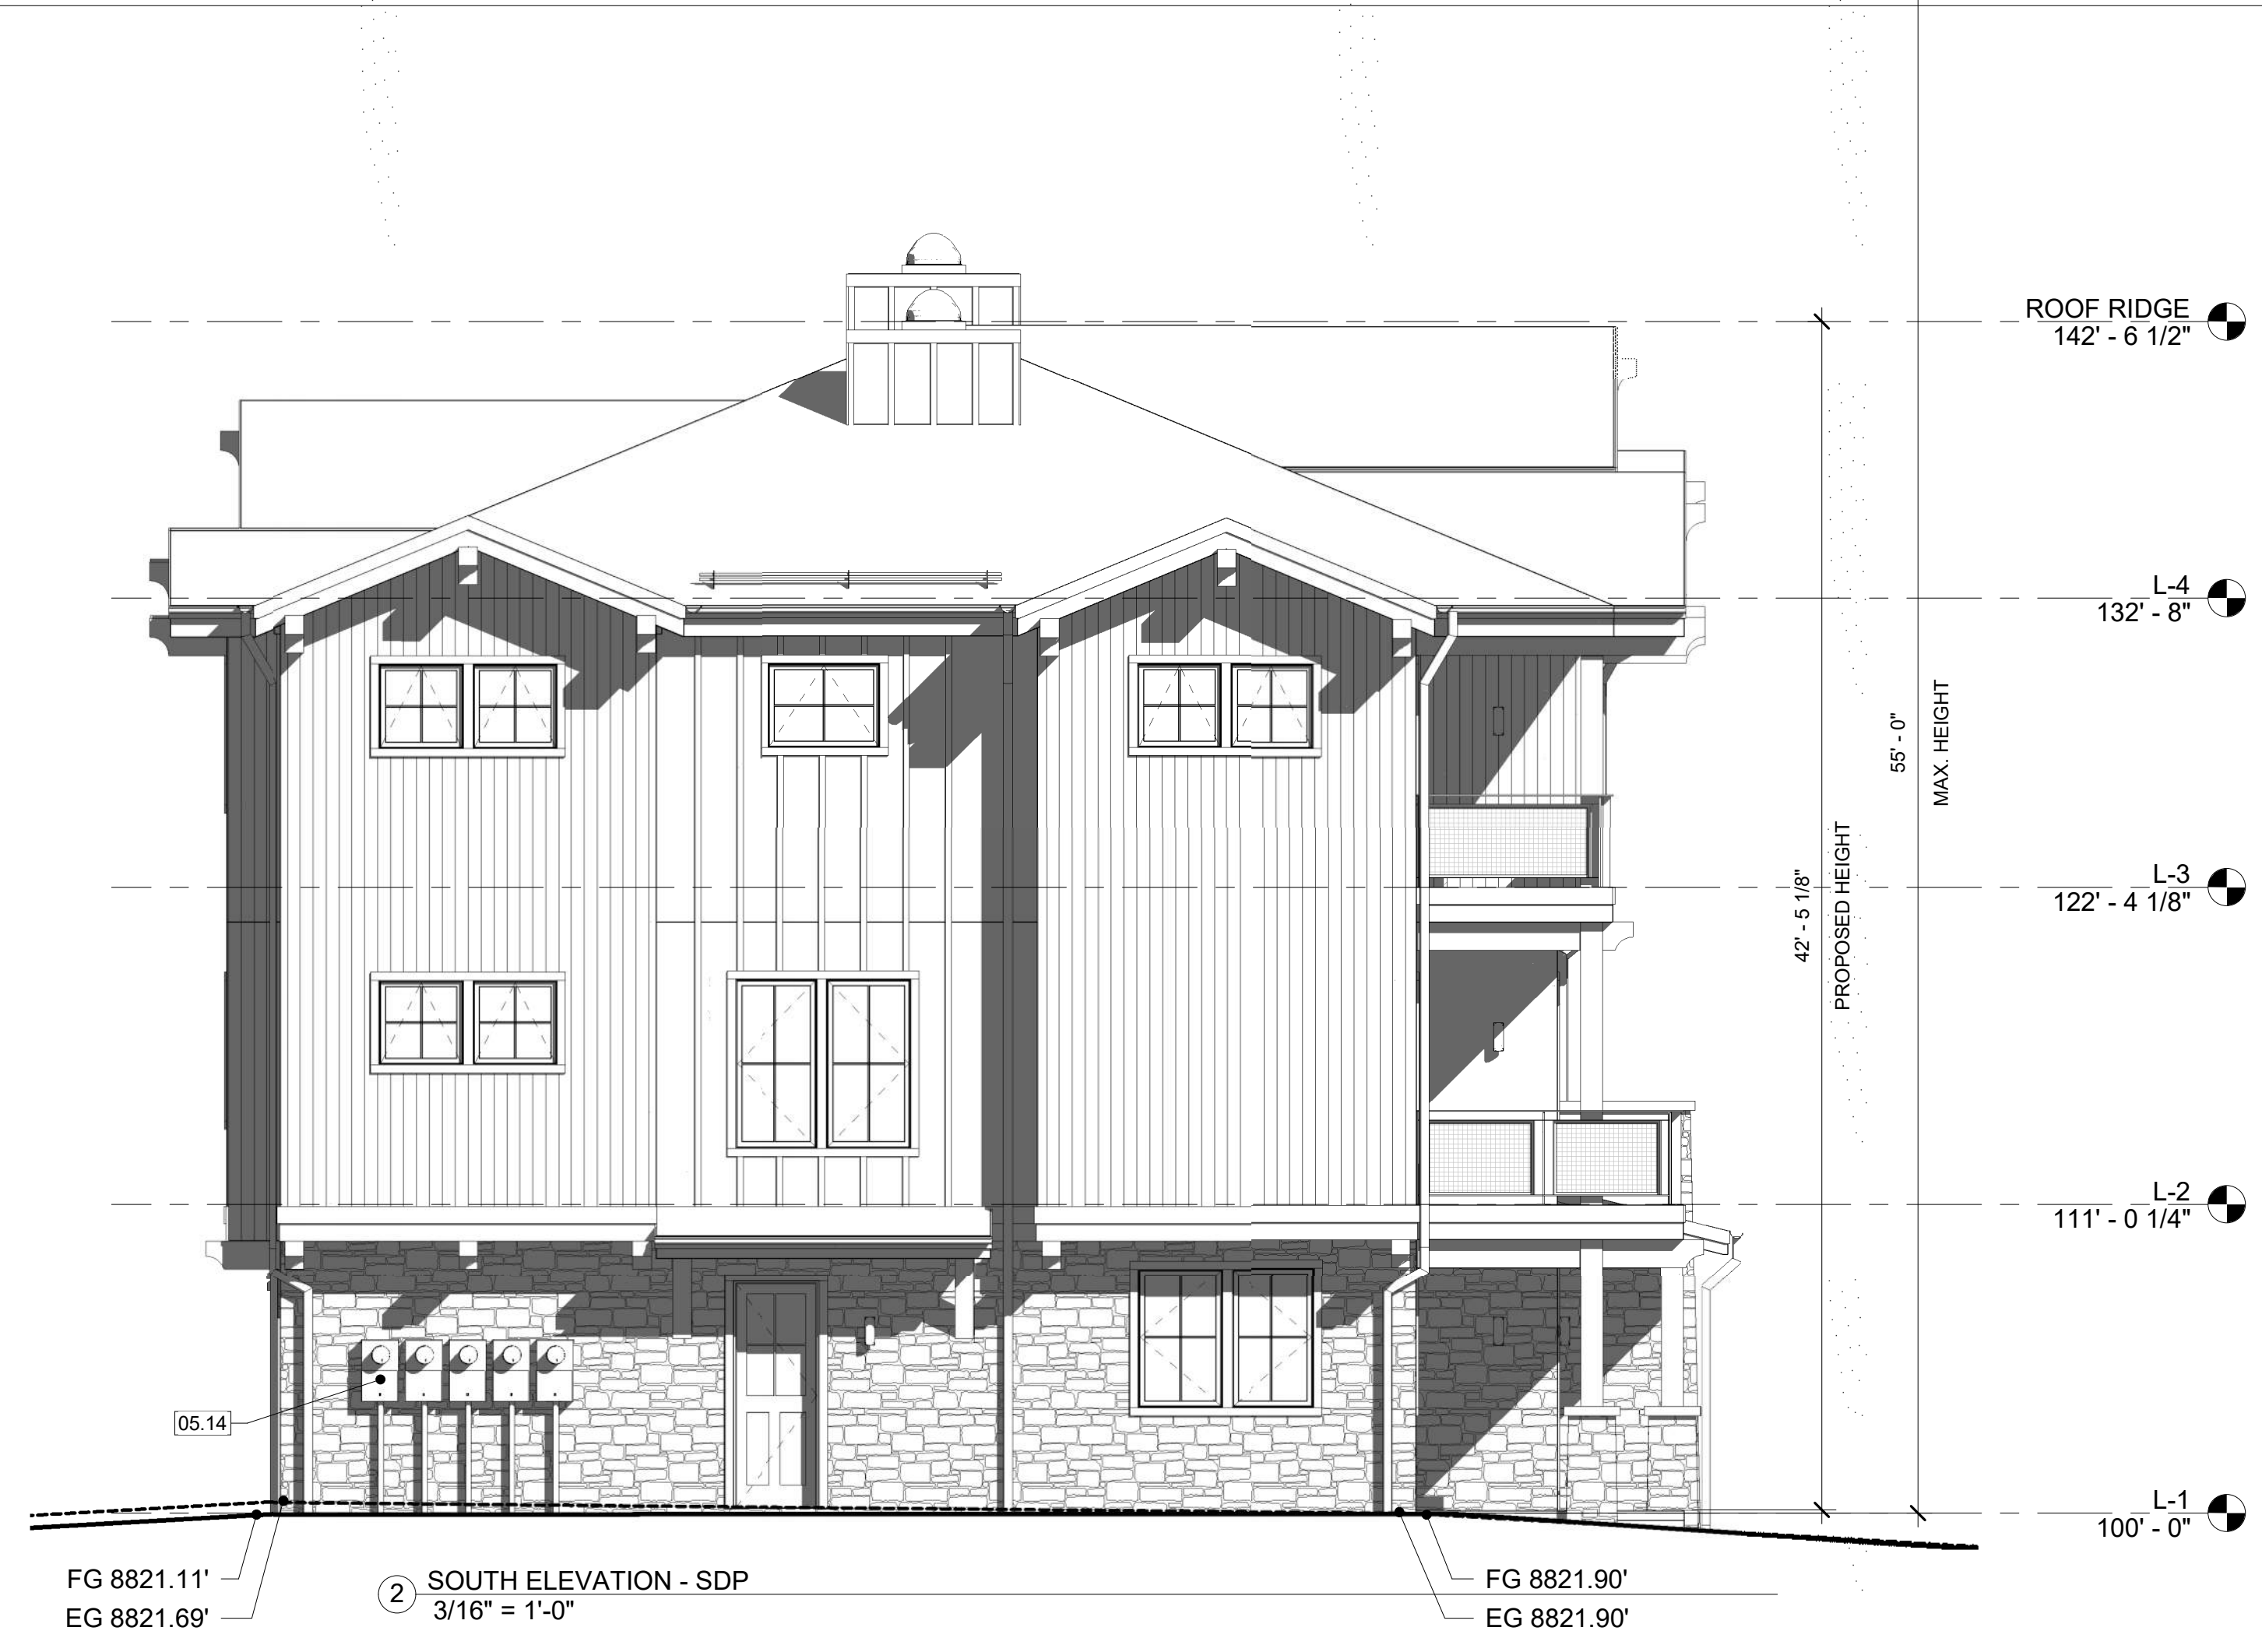 ROOF RIDGE
142' - 6 1/2"
L-4
132' - 8"
55' - 0"
MAX. HEIGHT
42' - 5 1/8"
PROPOSED HEIGHT
L-3
122' - 4 1/8"
L-2
111' - 0 1/4"
05.14
L-1
100' - 0"
FG 8821.11'
EG 8821.69'
2
SOUTH ELEVATION - SDP
3/16" = 1'-0"
FG 8821.90'
EG 8821.90'